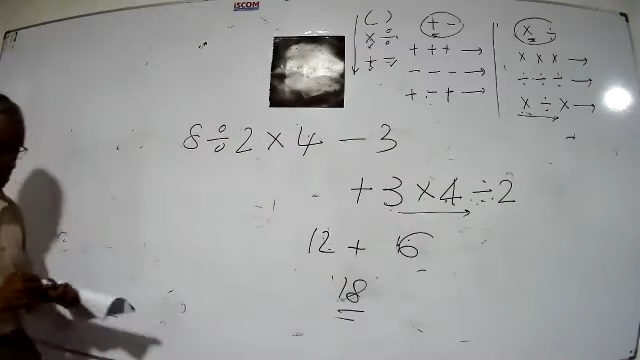 ISCOM
( )
× ÷
+ −
+ −
+ + + →
− − − →
+ − + →
× ÷
× × × →
÷ ÷ ÷ →
× ÷ × →
8 ÷ 2 × 4 − 3
+ 3 × 4 ÷ 2
12 + 6
18